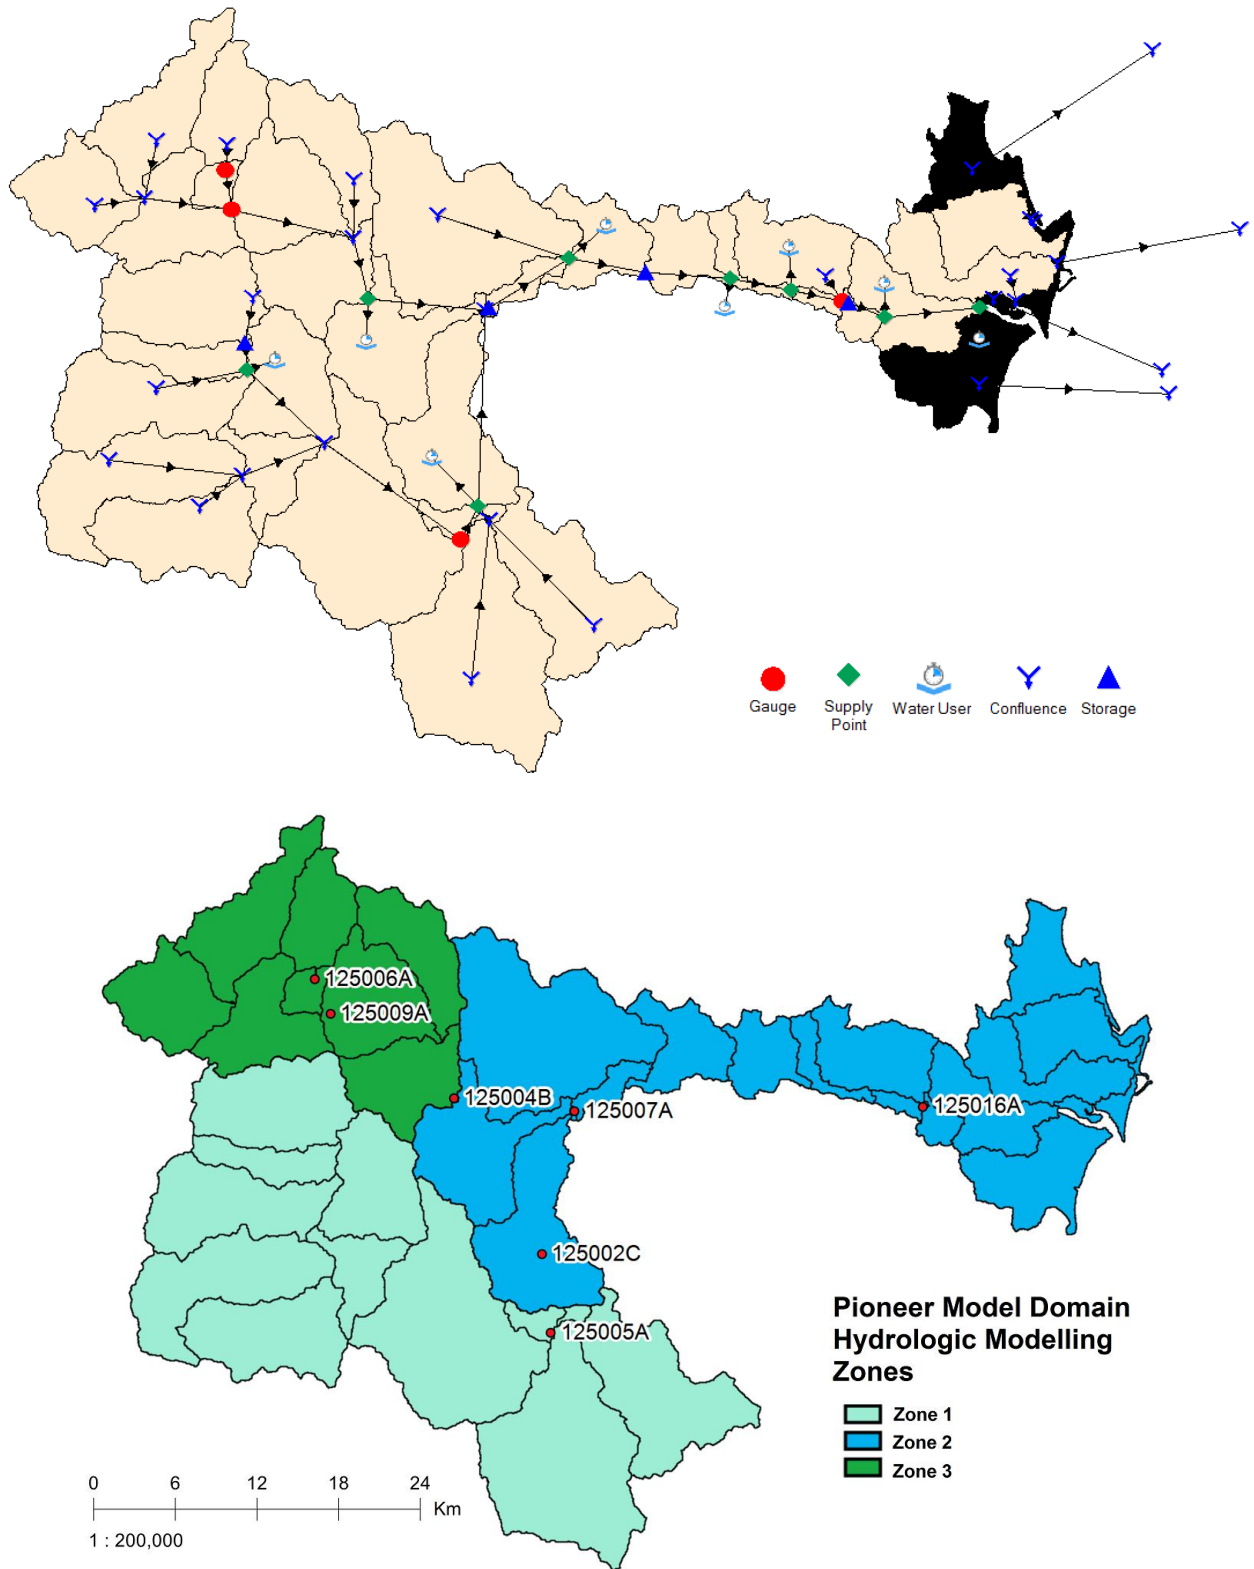 Gauge
Supply
Point
Water User
Confluence
Storage
125006A
125009A
125004B
125007A
125016A
125002C
125005A
Pioneer Model Domain
Hydrologic Modelling
Zones
Zone 1
Zone 2
Zone 3
0 6 12 18 24
Km
1 : 200,000